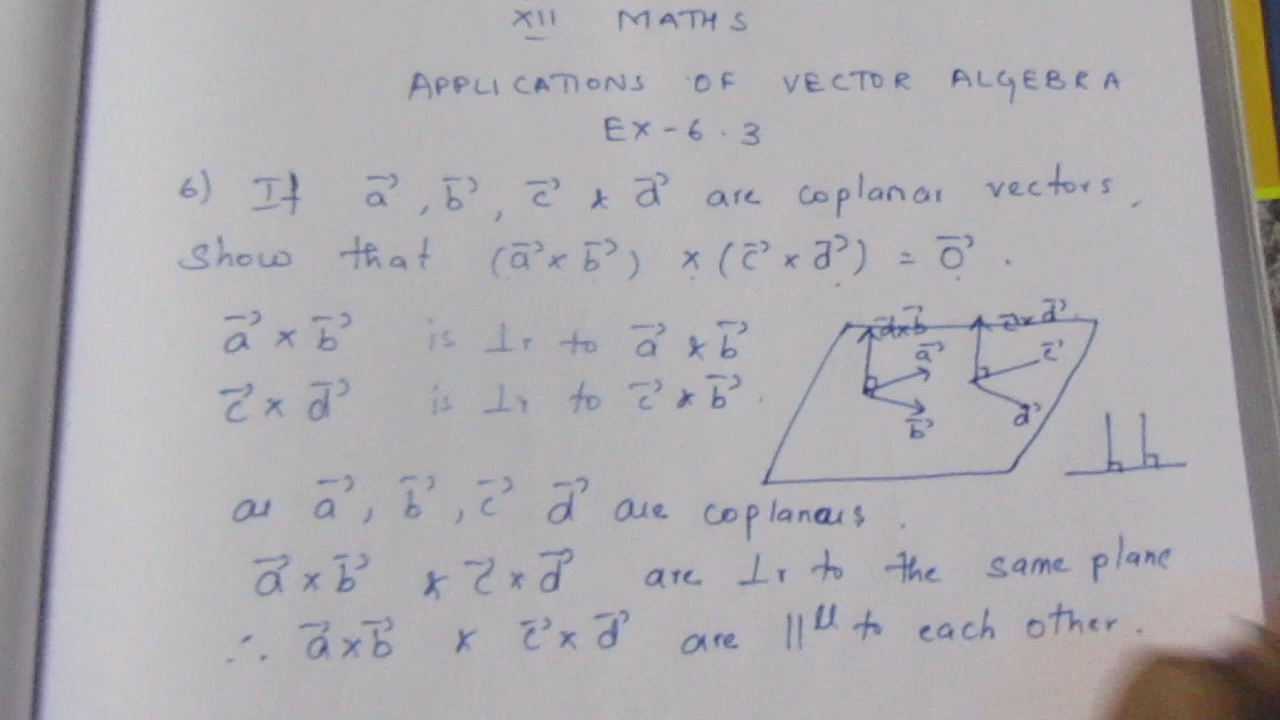 XII MATHS
APPLICATIONS OF VECTOR ALGEBRA
EX-6.3
6) If a⃗, b⃗, c⃗ & d⃗ are coplanar vectors,
Show that (a⃗ × b⃗) × (c⃗ × d⃗) = 0⃗.
a⃗ × b⃗ is ⊥r to a⃗ & b⃗
c⃗ × d⃗ is ⊥r to c⃗ & b⃗.
a⃗×b⃗
a⃗
b⃗
c⃗×d⃗
c⃗
d⃗
as a⃗, b⃗, c⃗ d⃗ are coplanars.
a⃗ × b⃗ & c⃗ × d⃗ are ⊥r to the same plane
∴ a⃗×b⃗ & c⃗×d⃗ are ||ll to each other.